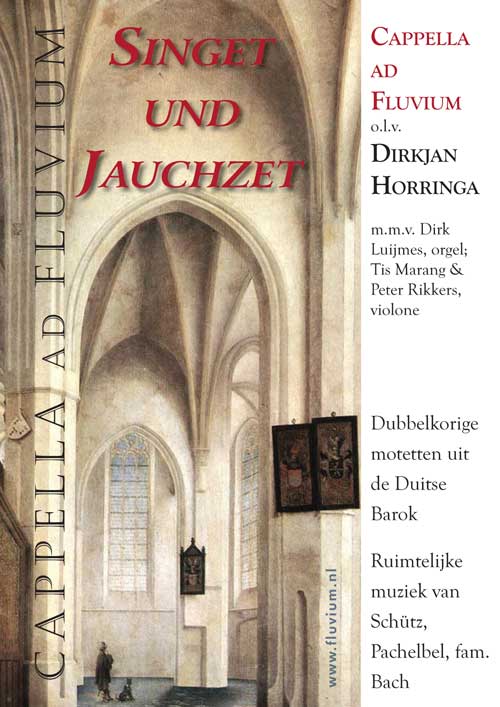 SINGET
UND
JAUCHZET
CAPPELLA AD FLUVIUM
www.fluvium.nl
CAPPELLA
AD
FLUVIUM
o.l.v.
DIRKJAN
HORRINGA
m.m.v. Dirk
Luijmes, orgel;
Tis Marang &
Peter Rikkers,
violone
Dubbelkorige
motetten uit
de Duitse
Barok
Ruimtelijke
muziek van
Schütz,
Pachelbel, fam.
Bach